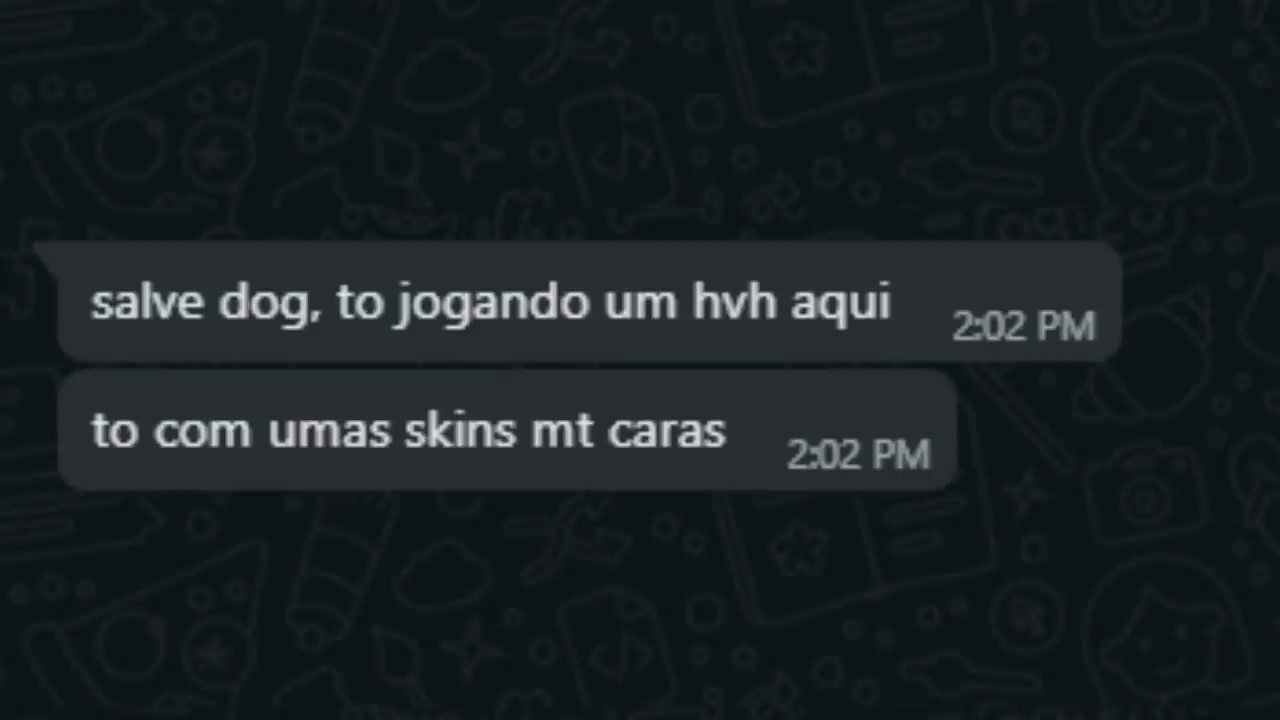 salve dog, to jogando um hvh aqui
2:02 PM
to com umas skins mt caras
2:02 PM